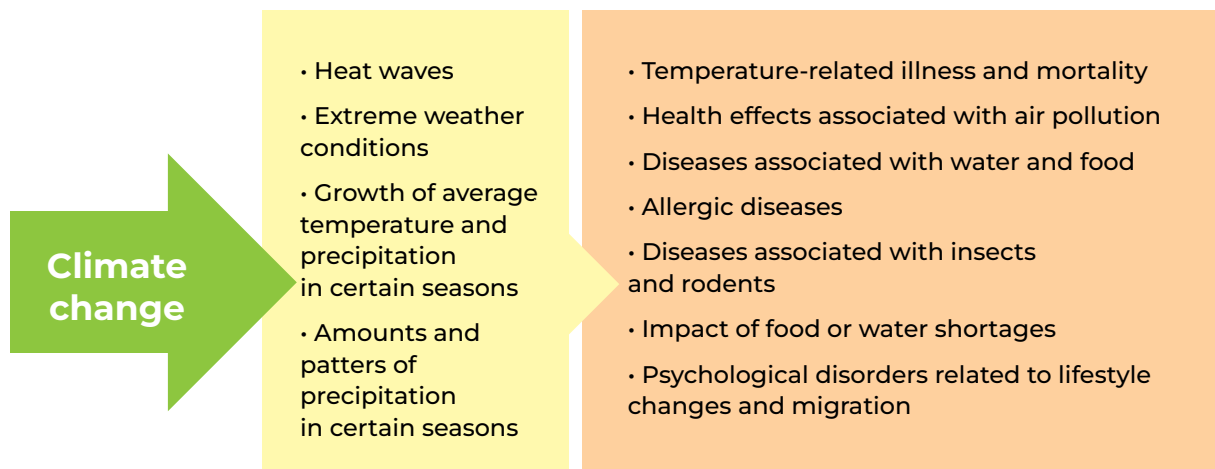 Climate
change
• Heat waves
• Extreme weather
conditions
• Growth of average
temperature and
precipitation
in certain seasons
• Amounts and
patters of
precipitation
in certain seasons
• Temperature-related illness and mortality
• Health effects associated with air pollution
• Diseases associated with water and food
• Allergic diseases
• Diseases associated with insects
and rodents
• Impact of food or water shortages
• Psychological disorders related to lifestyle
changes and migration